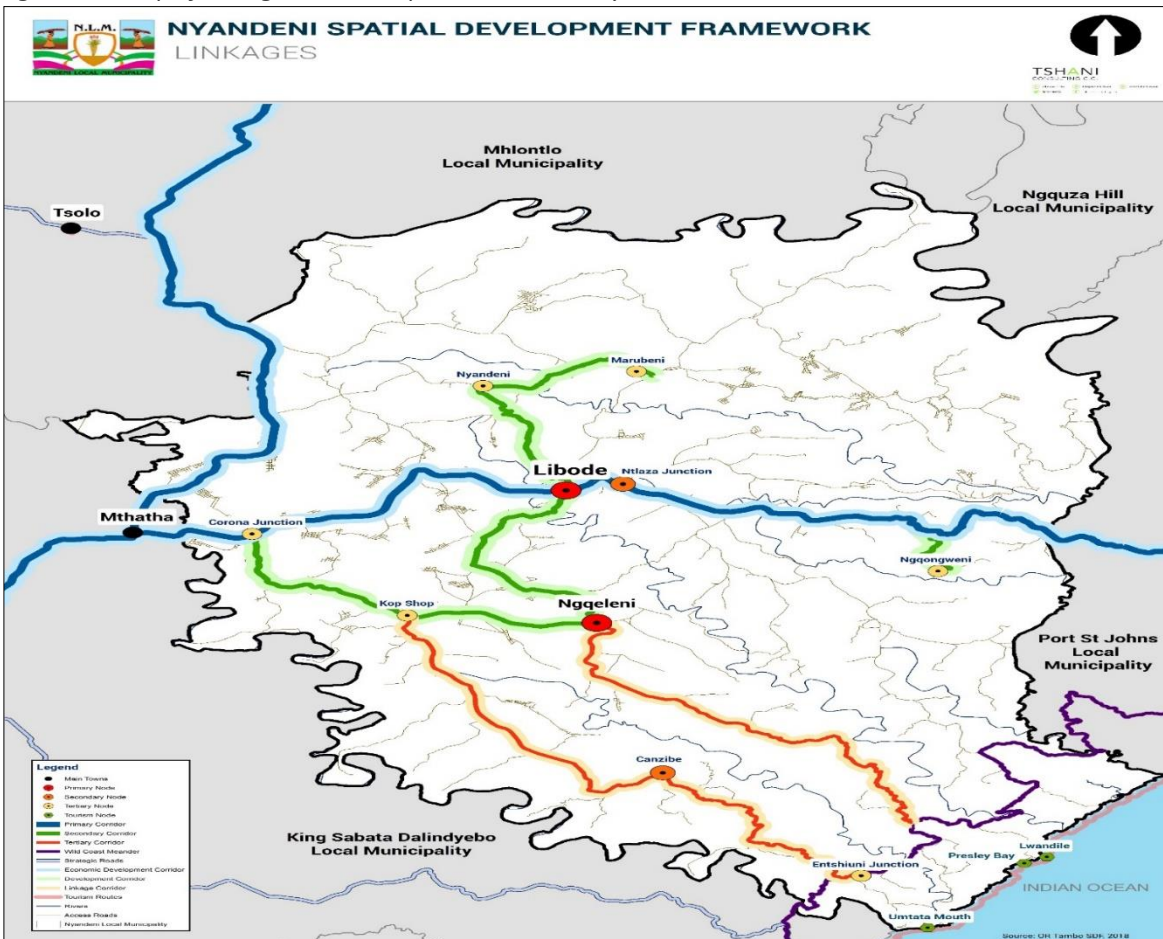 N.L.M.
NYANDENI LOCAL MUNICIPALITY
NYANDENI SPATIAL DEVELOPMENT FRAMEWORK
LINKAGES
TSHANI
CONSULTING C.C.
Mhlontlo
Local Municipality
Ngquza Hill
Local Municipality
Tsolo
Marubeni
Nyandeni
Libode
Ntlaza Junction
Mthatha
Corona Junction
Ngqongweni
Kop Shop
Ngqeleni
Port St Johns
Local
Municipality
Canzibe
King Sabata Dalindyebo
Local Municipality
Entshiuni Junction
Lwandile
Presley Bay
INDIAN OCEAN
Umtata Mouth
Legend
Main Towns
Primary Node
Secondary Node
Tertiary Node
Tourism Node
Primary Corridor
Secondary Corridor
Tertiary Corridor
Wild Coast Meander
Strategic Roads
Economic Development Corridor
Development Corridor
Linkage Corridor
Tourism Routes
Rivers
Access Roads
Nyandeni Local Municipality
Source: OR Tambo SDF, 2018